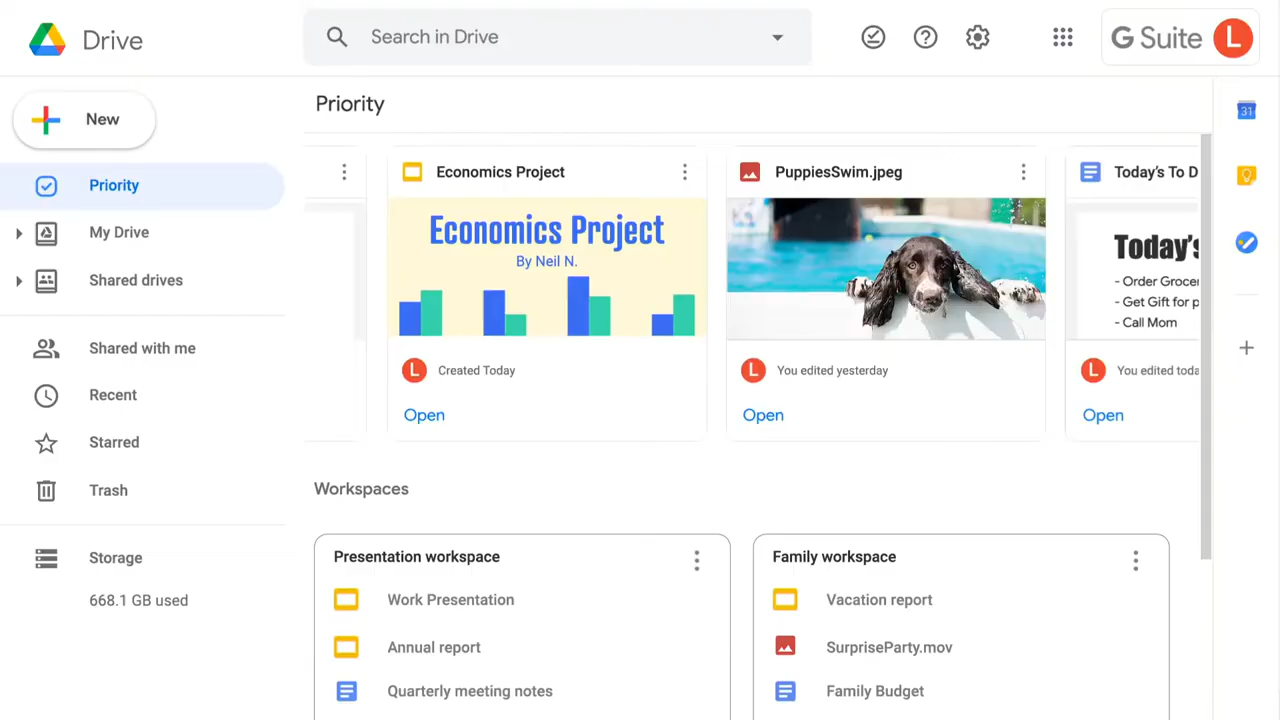 Drive
Search in Drive
G Suite
L
New
Priority
My Drive
Shared drives
Shared with me
Recent
Starred
Trash
Storage
668.1 GB used
Priority
Economics Project
Economics Project
By Neil N.
L
Created Today
Open
PuppiesSwim.jpeg
L
You edited yesterday
Open
Today's To D
Today's
- Order Grocer
- Get Gift for p
- Call Mom
L
You edited toda
Open
Workspaces
Presentation workspace
Work Presentation
Annual report
Quarterly meeting notes
Family workspace
Vacation report
SurpriseParty.mov
Family Budget
31